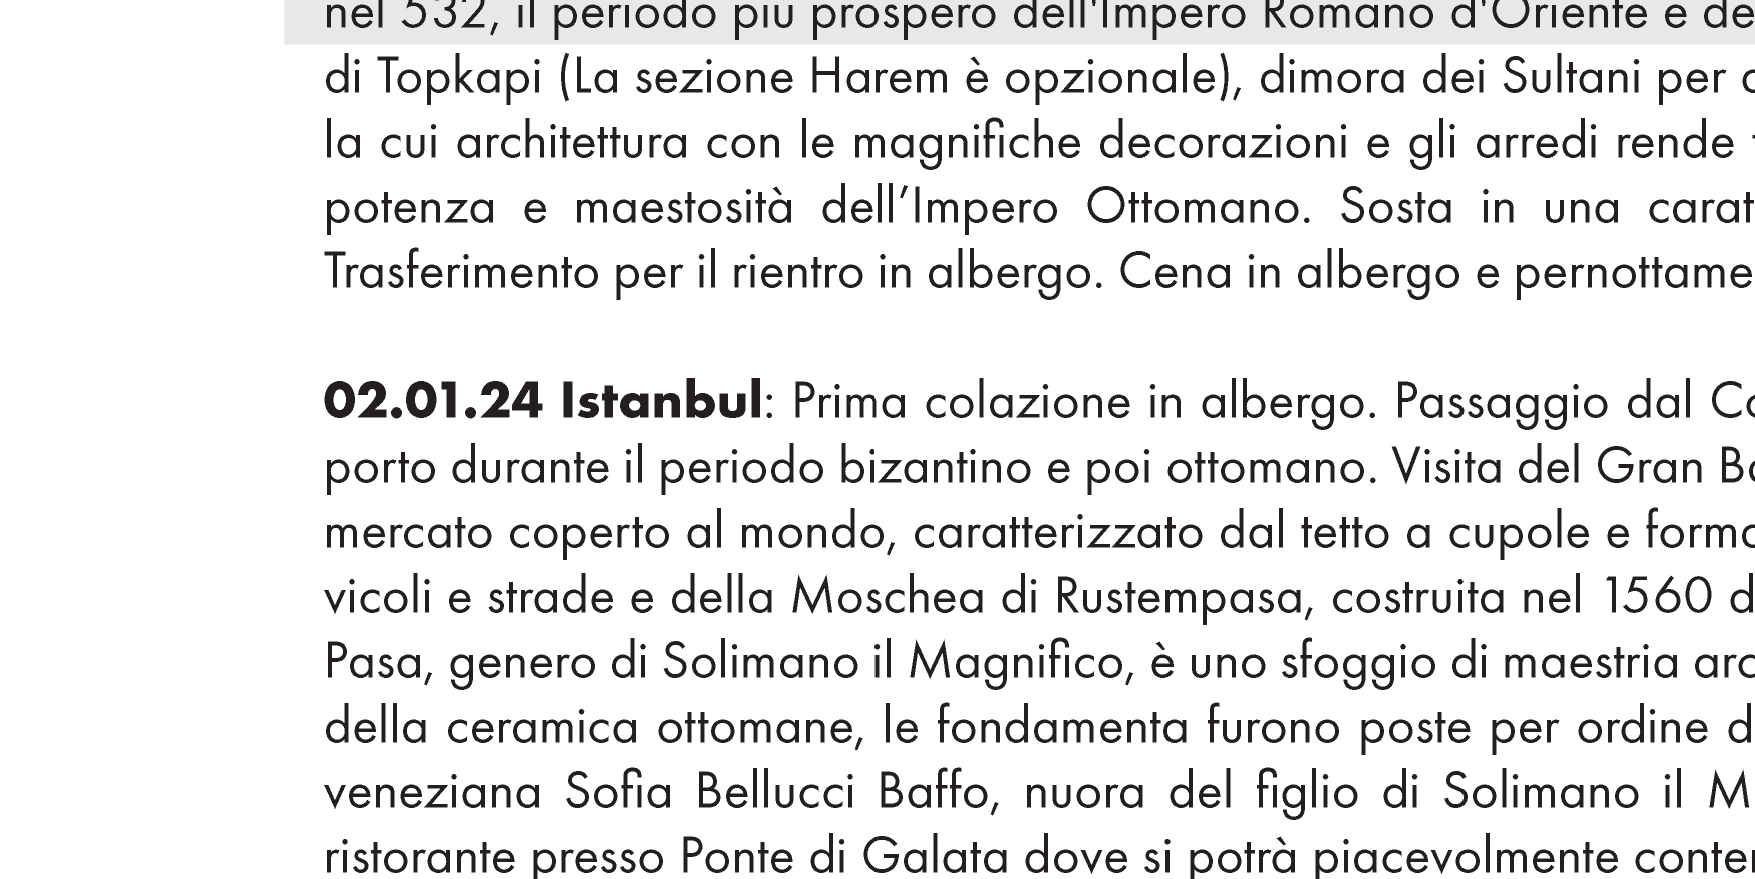 nel 532, il periodo più prospero dell'Impero Romano d'Oriente e de
di Topkapi (La sezione Harem è opzionale), dimora dei Sultani per
la cui architettura con le magnifiche decorazioni e gli arredi rende
potenza e maestosità dell’Impero Ottomano. Sosta in una carat
Trasferimento per il rientro in albergo. Cena in albergo e pernottame
02.01.24 Istanbul: Prima colazione in albergo. Passaggio dal Co
porto durante il periodo bizantino e poi ottomano. Visita del Gran Ba
mercato coperto al mondo, caratterizzato dal tetto a cupole e forma
vicoli e strade e della Moschea di Rustempasa, costruita nel 1560 d
Pasa, genero di Solimano il Magnifico, è uno sfoggio di maestria arc
della ceramica ottomane, le fondamenta furono poste per ordine d
veneziana Sofia Bellucci Baffo, nuora del figlio di Solimano il M
ristorante presso Ponte di Galata dove si potrà piacevolmente conte